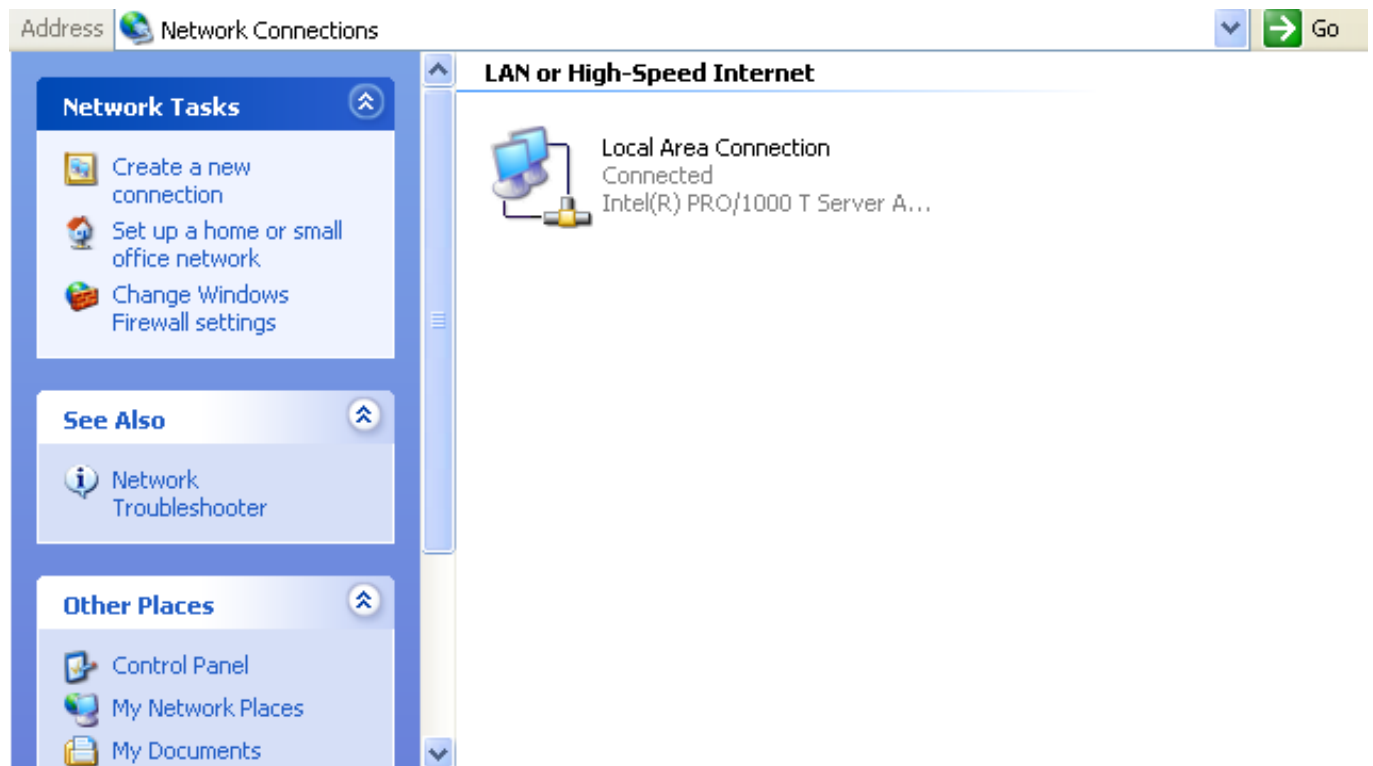 Address Network Connections Go
Network Tasks
Create a new
connection
Set up a home or small
office network
Change Windows
Firewall settings
See Also
Network
Troubleshooter
Other Places
Control Panel
My Network Places
My Documents
LAN or High-Speed Internet
Local Area Connection
Connected
Intel(R) PRO/1000 T Server A...